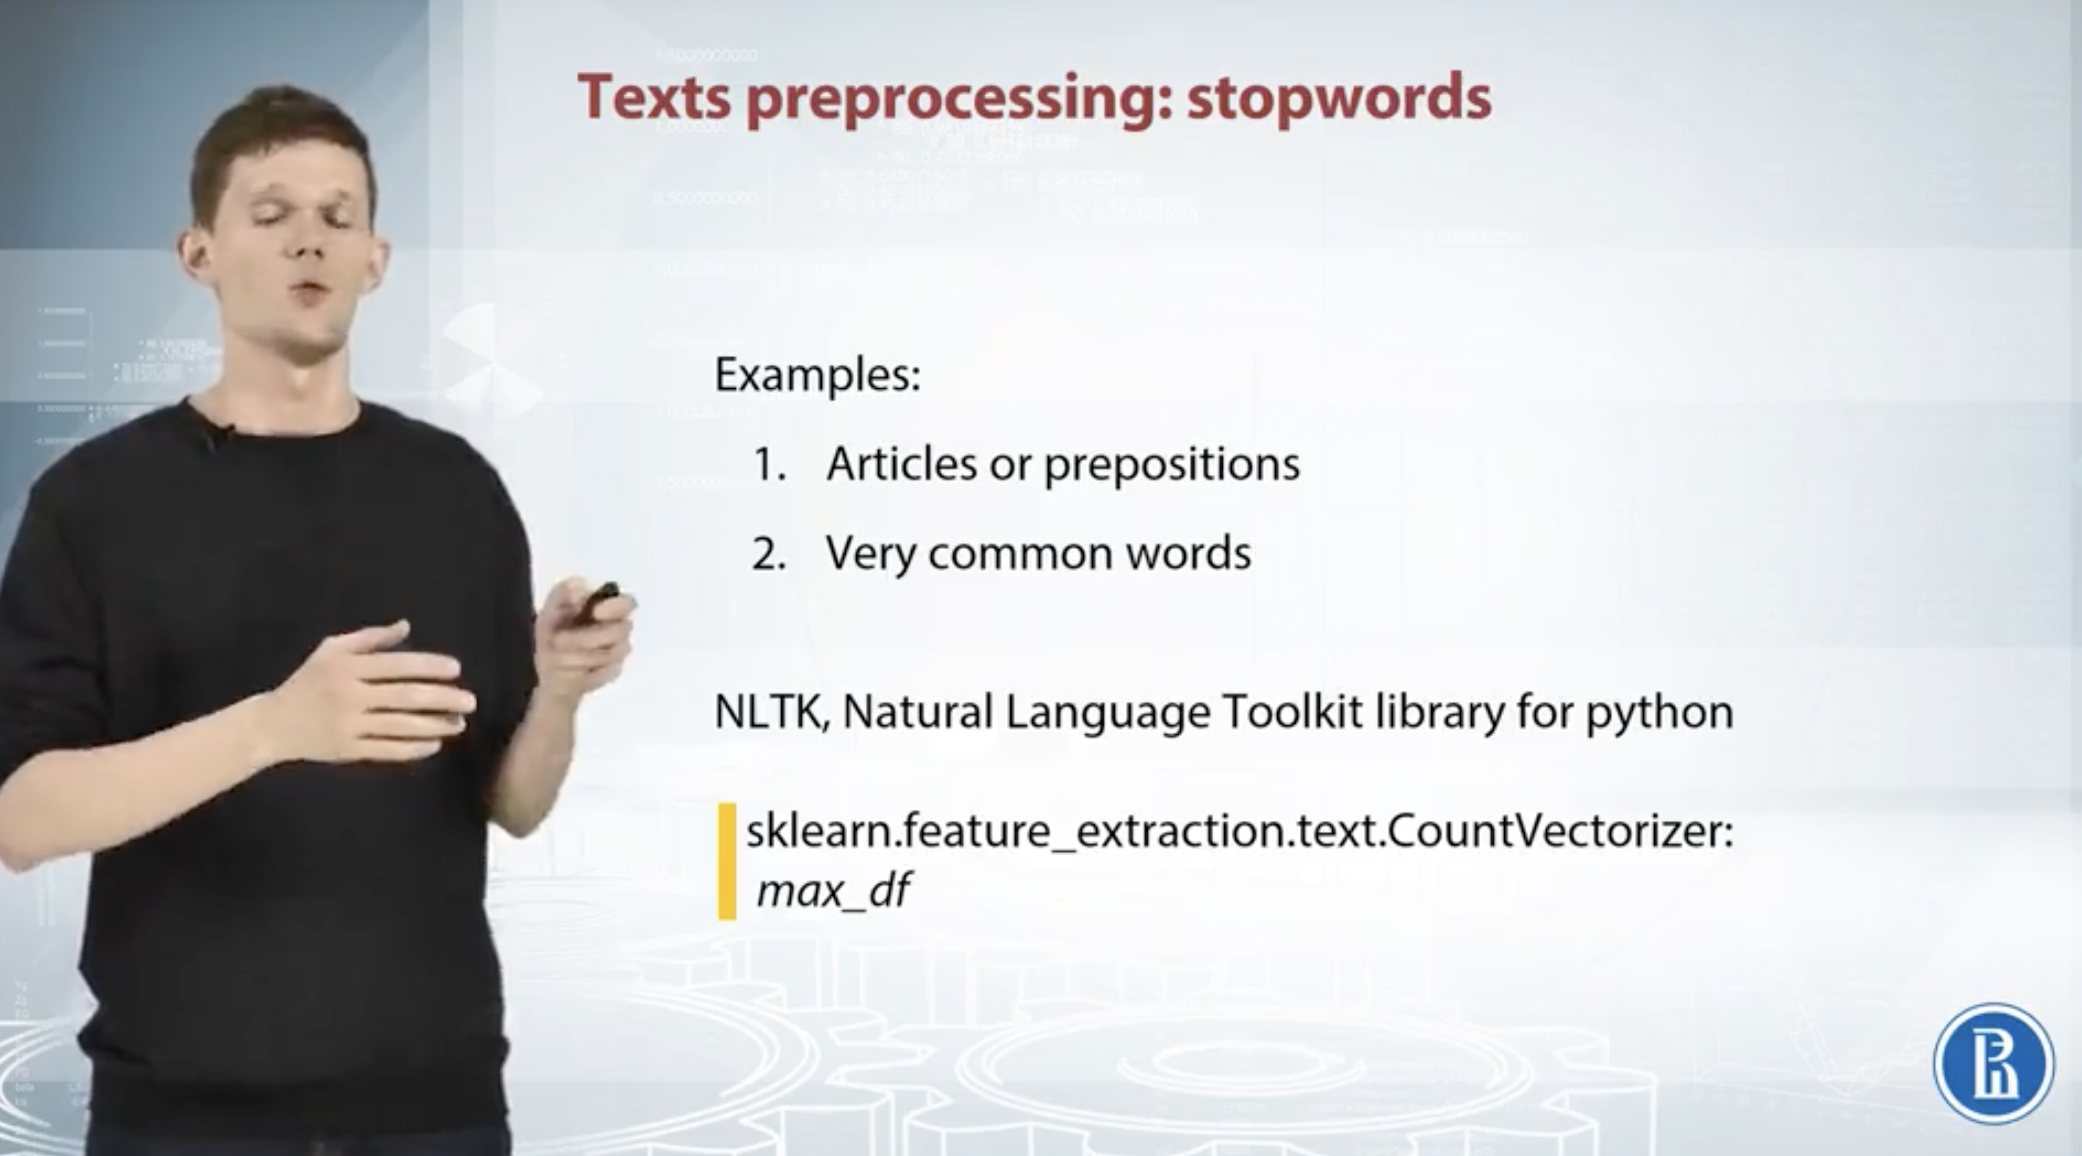 Texts preprocessing: stopwords
Examples:
1. Articles or prepositions
2. Very common words
NLTK, Natural Language Toolkit library for python
sklearn.feature_extraction.text.CountVectorizer:
max_df